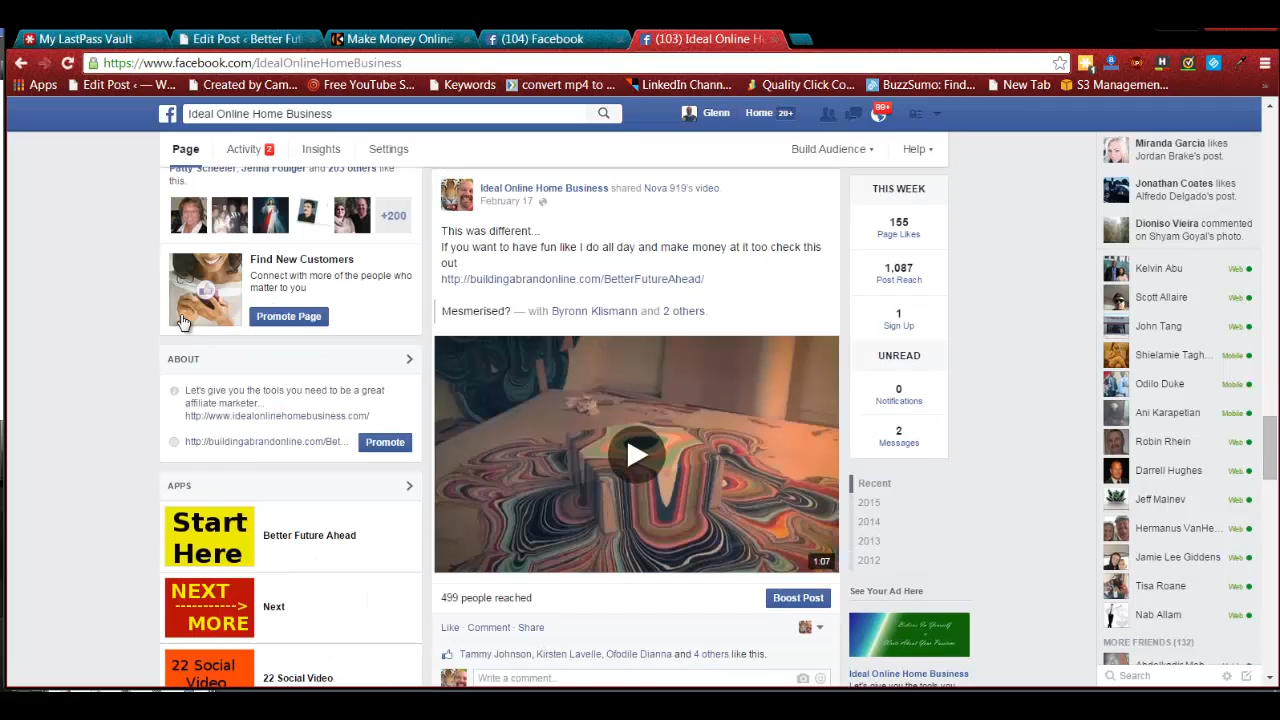 My LastPass Vault
Edit Post ‹ Better Fut
Make Money Online
(104) Facebook
(103) Ideal Online H
https://www.facebook.com/IdealOnlineHomeBusiness
Apps
Edit Post ‹ — W...
Created by Cam...
Free YouTube S...
Keywords
convert mp4 to ...
LinkedIn Chann...
Quality Click Co...
BuzzSumo: Find...
New Tab
S3 Managemen...
Ideal Online Home Business
Glenn
Home 20+
99+
Page
Activity 2
Insights
Settings
Build Audience
Help
Patty Scheeler, Jenna Foulger and 203 others like
this.
+200
Find New Customers
Connect with more of the people who
matter to you
Promote Page
ABOUT
Let's give you the tools you need to be a great
affiliate marketer...
http://www.idealonlinehomebusiness.com/
http://buildingabrandonline.com/Bet...
Promote
APPS
Start
Here
Better Future Ahead
NEXT
---------->
MORE
Next
22 Social
Video
22 Social Video
Ideal Online Home Business shared Nova 919's video.
February 17
This was different...
If you want to have fun like I do all day and make money at it too check this
out
http://buildingabrandonline.com/BetterFutureAhead/
Mesmerised? — with Byronn Klismann and 2 others.
1:07
499 people reached
Boost Post
Like · Comment · Share
Tammy Johnson, Kirsten Lavelle, Ofodile Dianna and 4 others like this.
Write a comment...
THIS WEEK
155
Page Likes
1,087
Post Reach
1
Sign Up
UNREAD
0
Notifications
2
Messages
Recent
2015
2014
2013
2012
See Your Ad Here
Believe In Yourself
Ideal Online Home Business
Let's give you the tools you
Miranda Garcia likes
Jordan Brake's post.
Jonathan Coates likes
Alfredo Delgado's post.
Dioniso Vieira commented
on Shyam Goyal's photo.
Kelvin Abu Web
Scott Allaire Web
John Tang Web
Shielamie Tagh... Mobile
Odilo Duke Mobile
Ani Karapetian Mobile
Robin Rhein Web
Darrell Hughes Web
Jeff Malnev Web
Hermanus VanHe... Web
Jamie Lee Giddens Web
Tisa Roane Web
Nab Allam Web
MORE FRIENDS (132)
Search